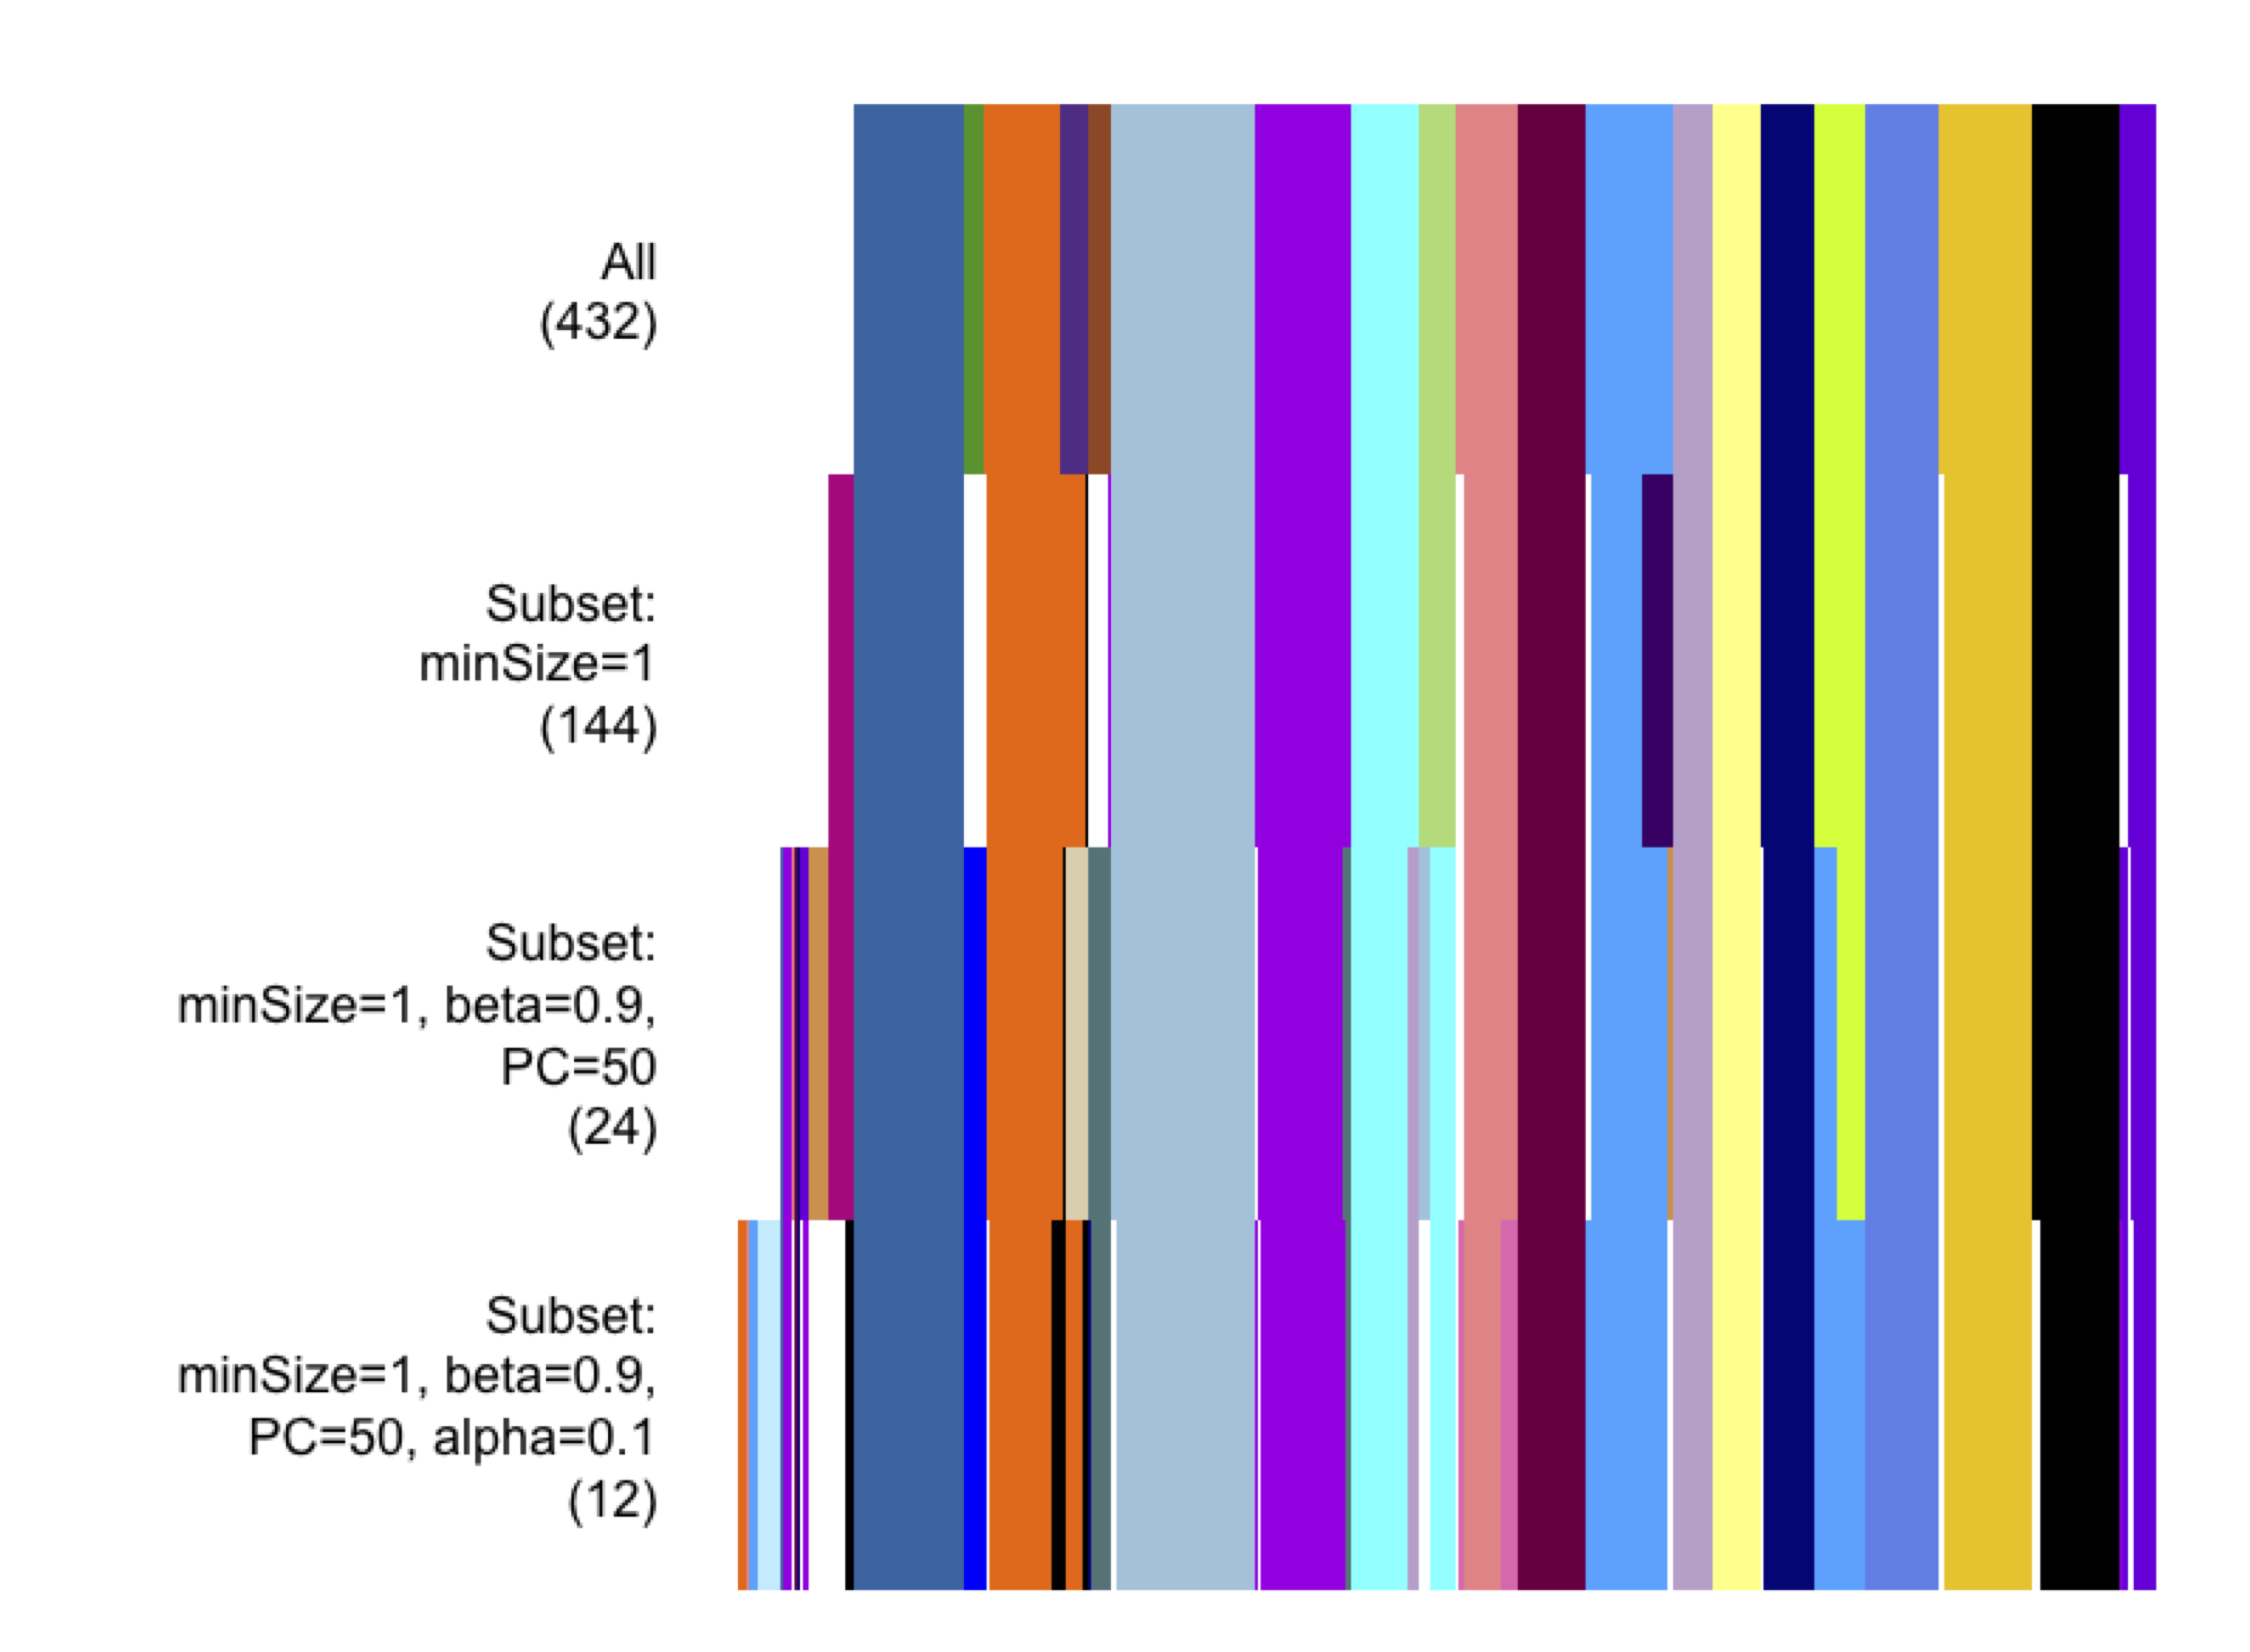 All
(432)
Subset:
minSize=1
(144)
Subset:
minSize=1, beta=0.9,
PC=50
(24)
Subset:
minSize=1, beta=0.9,
PC=50, alpha=0.1
(12)